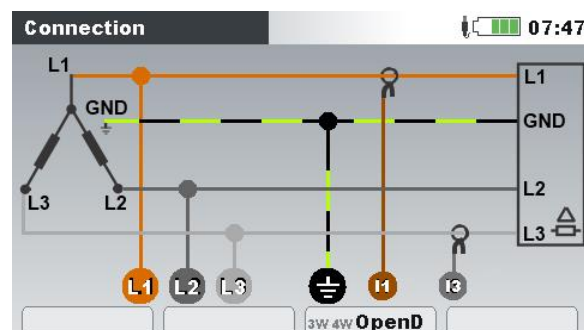 Connection 07:47
L1 L1
GND GND
L3 L2 L2
L3
L1 L2 L3 I1 I3
3W 4W OpenD